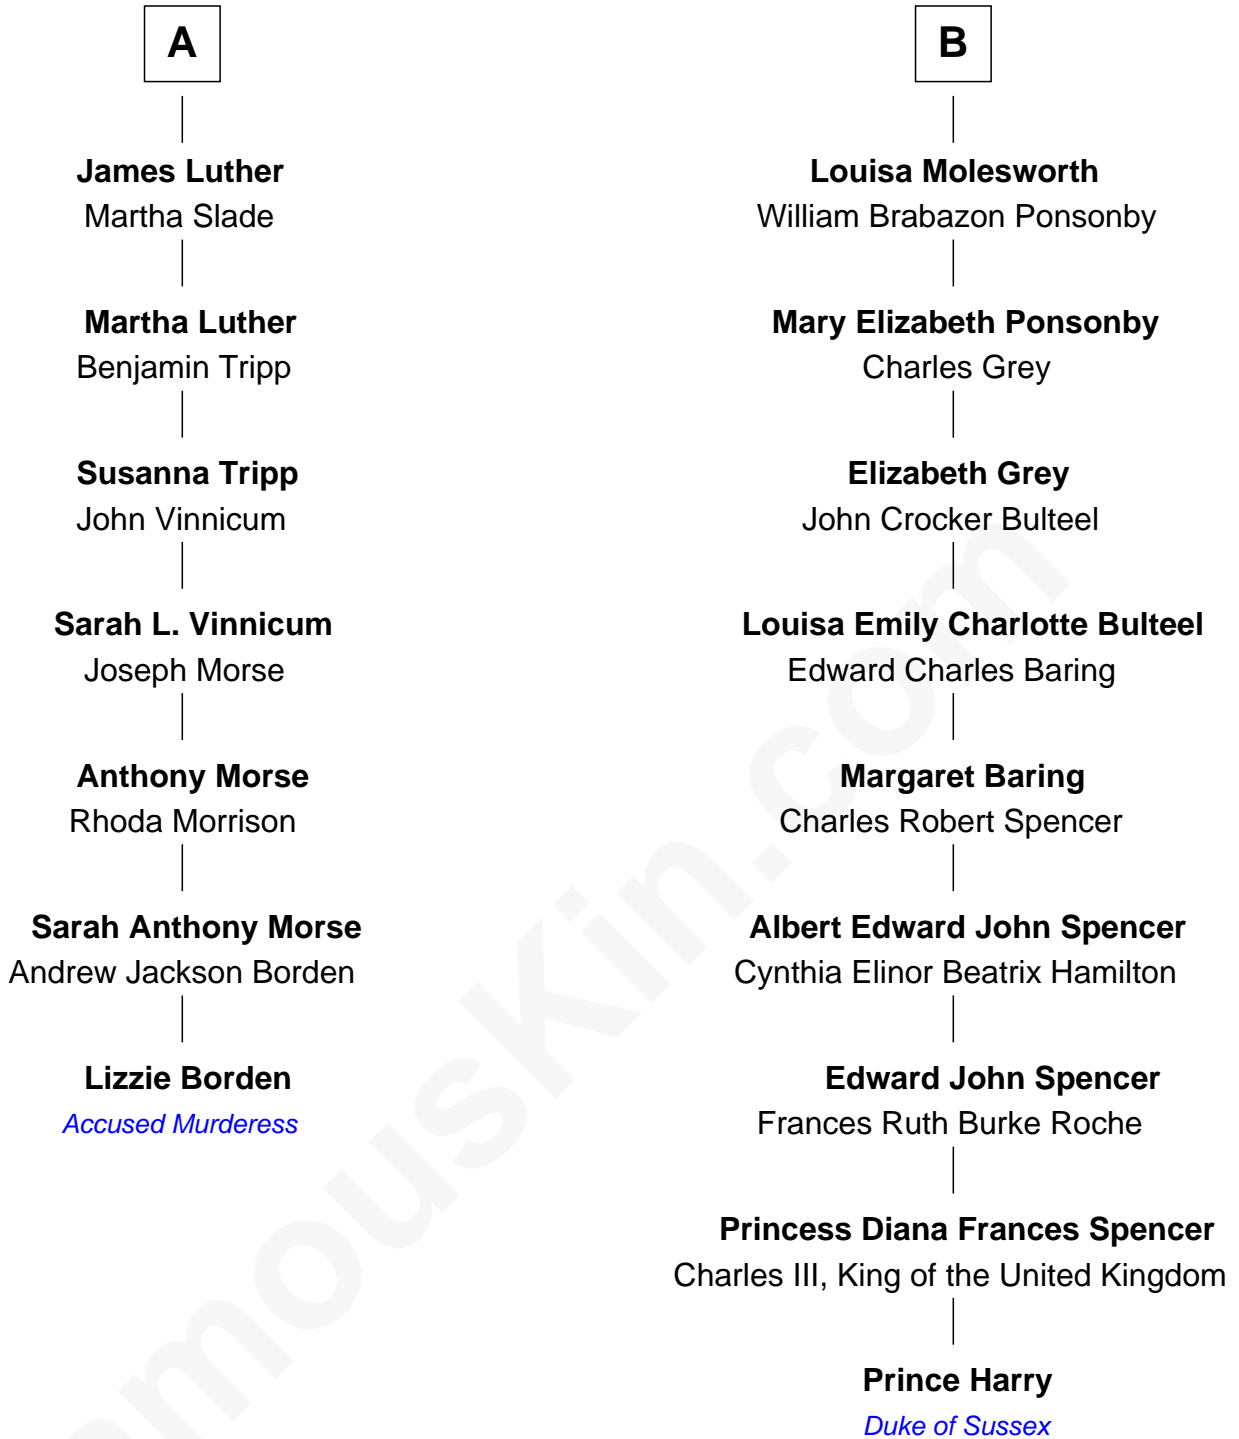 A
James Luther
Martha Slade
Martha Luther
Benjamin Tripp
Susanna Tripp
John Vinnicum
Sarah L. Vinnicum
Joseph Morse
Anthony Morse
Rhoda Morrison
Sarah Anthony Morse
Andrew Jackson Borden
Lizzie Borden
Accused Murderess
B
Louisa Molesworth
William Brabazon Ponsonby
Mary Elizabeth Ponsonby
Charles Grey
Elizabeth Grey
John Crocker Bulteel
Louisa Emily Charlotte Bulteel
Edward Charles Baring
Margaret Baring
Charles Robert Spencer
Albert Edward John Spencer
Cynthia Elinor Beatrix Hamilton
Edward John Spencer
Frances Ruth Burke Roche
Princess Diana Frances Spencer
Charles III, King of the United Kingdom
Prince Harry
Duke of Sussex
amousKin.com